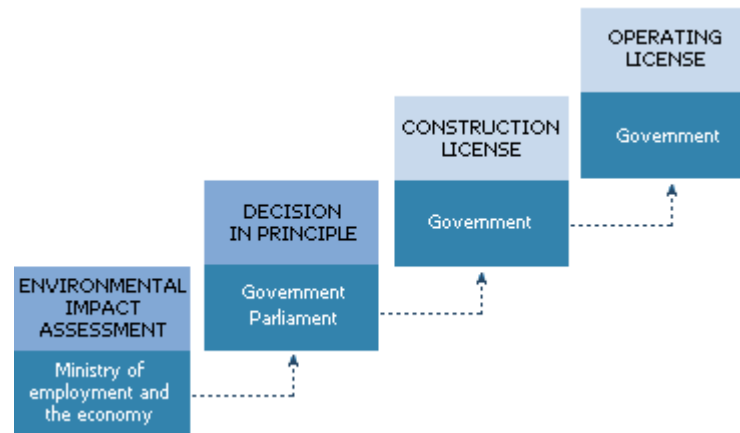 OPERATING
LICENSE
Government
CONSTRUCTION
LICENSE
Government
DECISION
IN PRINCIPLE
Government
Parliament
ENVIRONMENTAL
IMPACT
ASSESSMENT
Ministry of
employment and
the economy